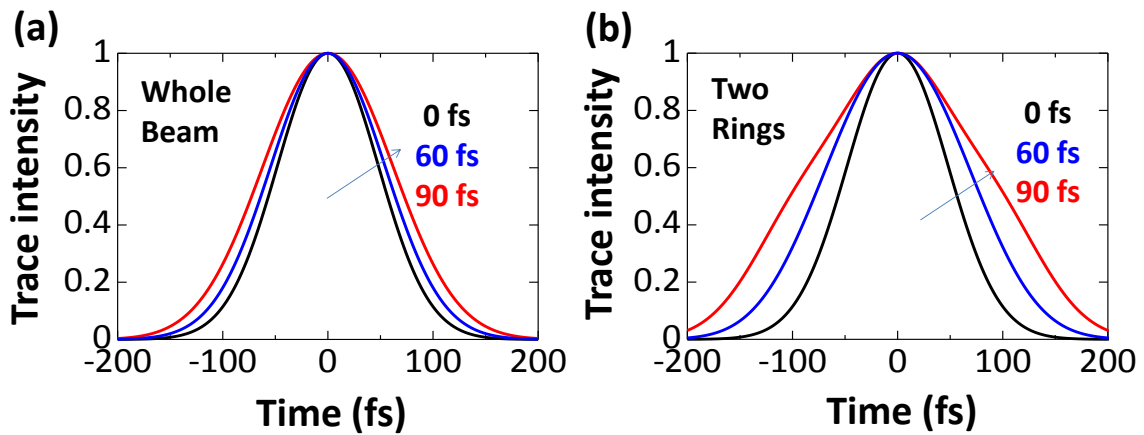 (a)
Trace intensity
1
0.8
0.6
0.4
0.2
0
Whole
Beam
0 fs
60 fs
90 fs
-200
-100
0
100
200
Time (fs)
(b)
Trace intensity
1
0.8
0.6
0.4
0.2
0
Two
Rings
0 fs
60 fs
90 fs
-200
-100
0
100
200
Time (fs)